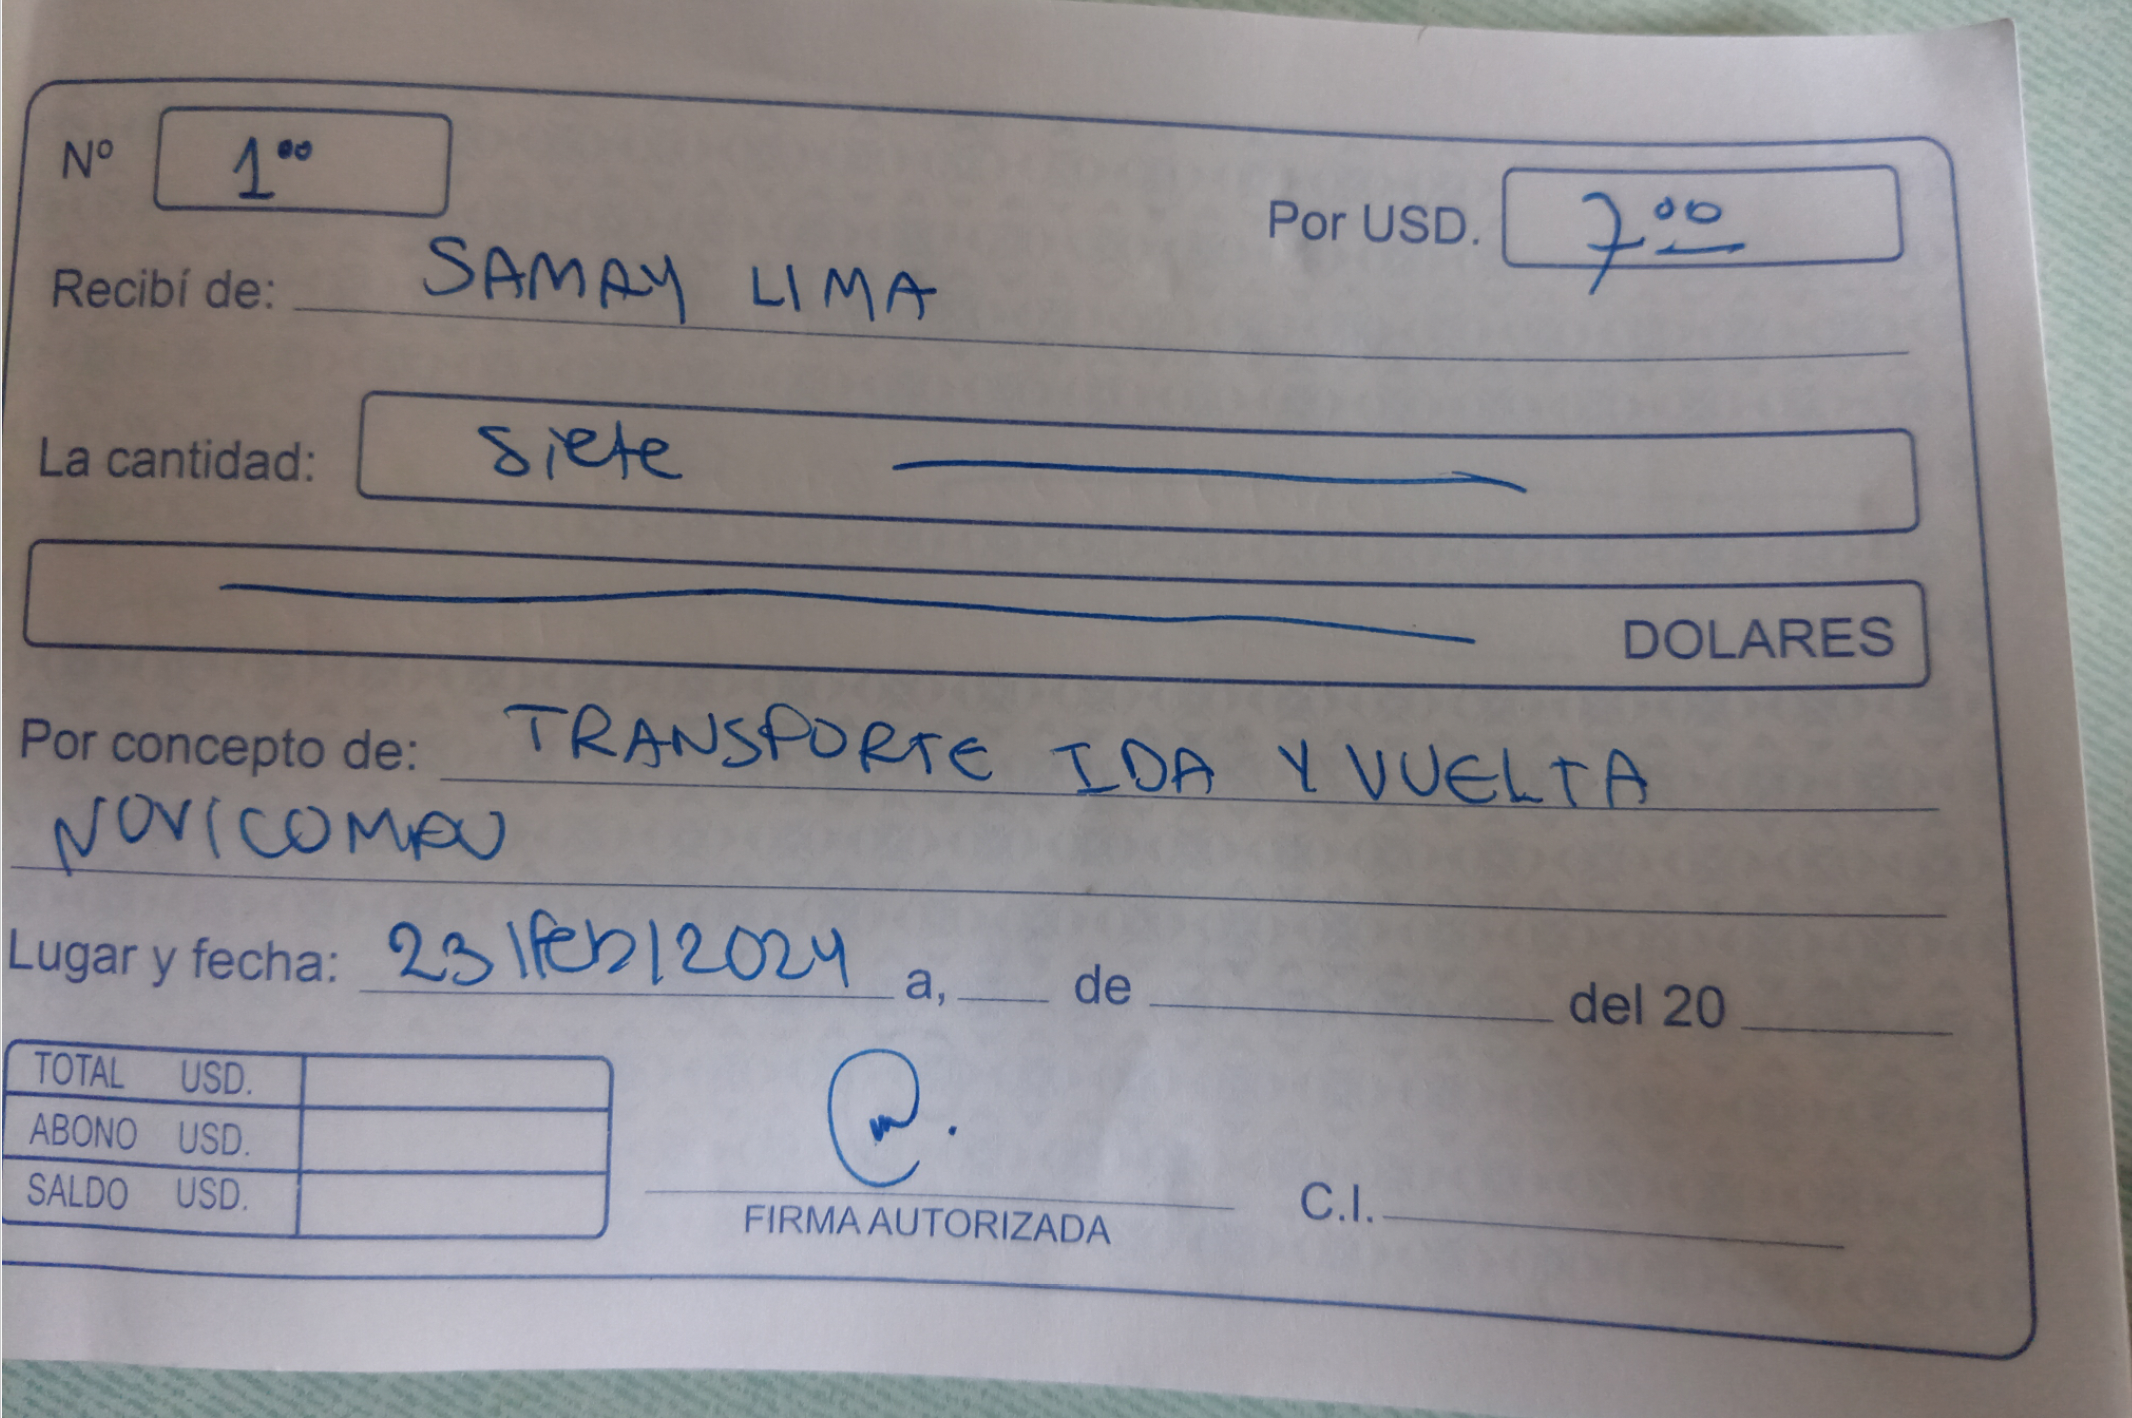 Nº 1⁰⁰
Por USD. 7⁰⁰
Recibí de: SAMAY LIMA
La cantidad: siete
DOLARES
Por concepto de: TRANSPORTE IDA Y VUELTA
NOVICOMPU
Lugar y fecha: 23/feb/2024 a, de del 20
TOTAL USD.
ABONO USD.
SALDO USD.
FIRMA AUTORIZADA
C.I.